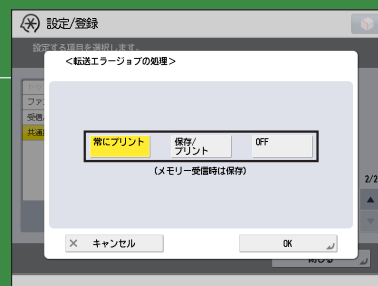 設定/登録
設定する項目を選択します。
<転送エラージョブの処理>
ファ
受信
共通
常にプリント
保存/
プリント
OFF
(メモリー受信時は保存)
2/2
× キャンセル
OK
閉じる